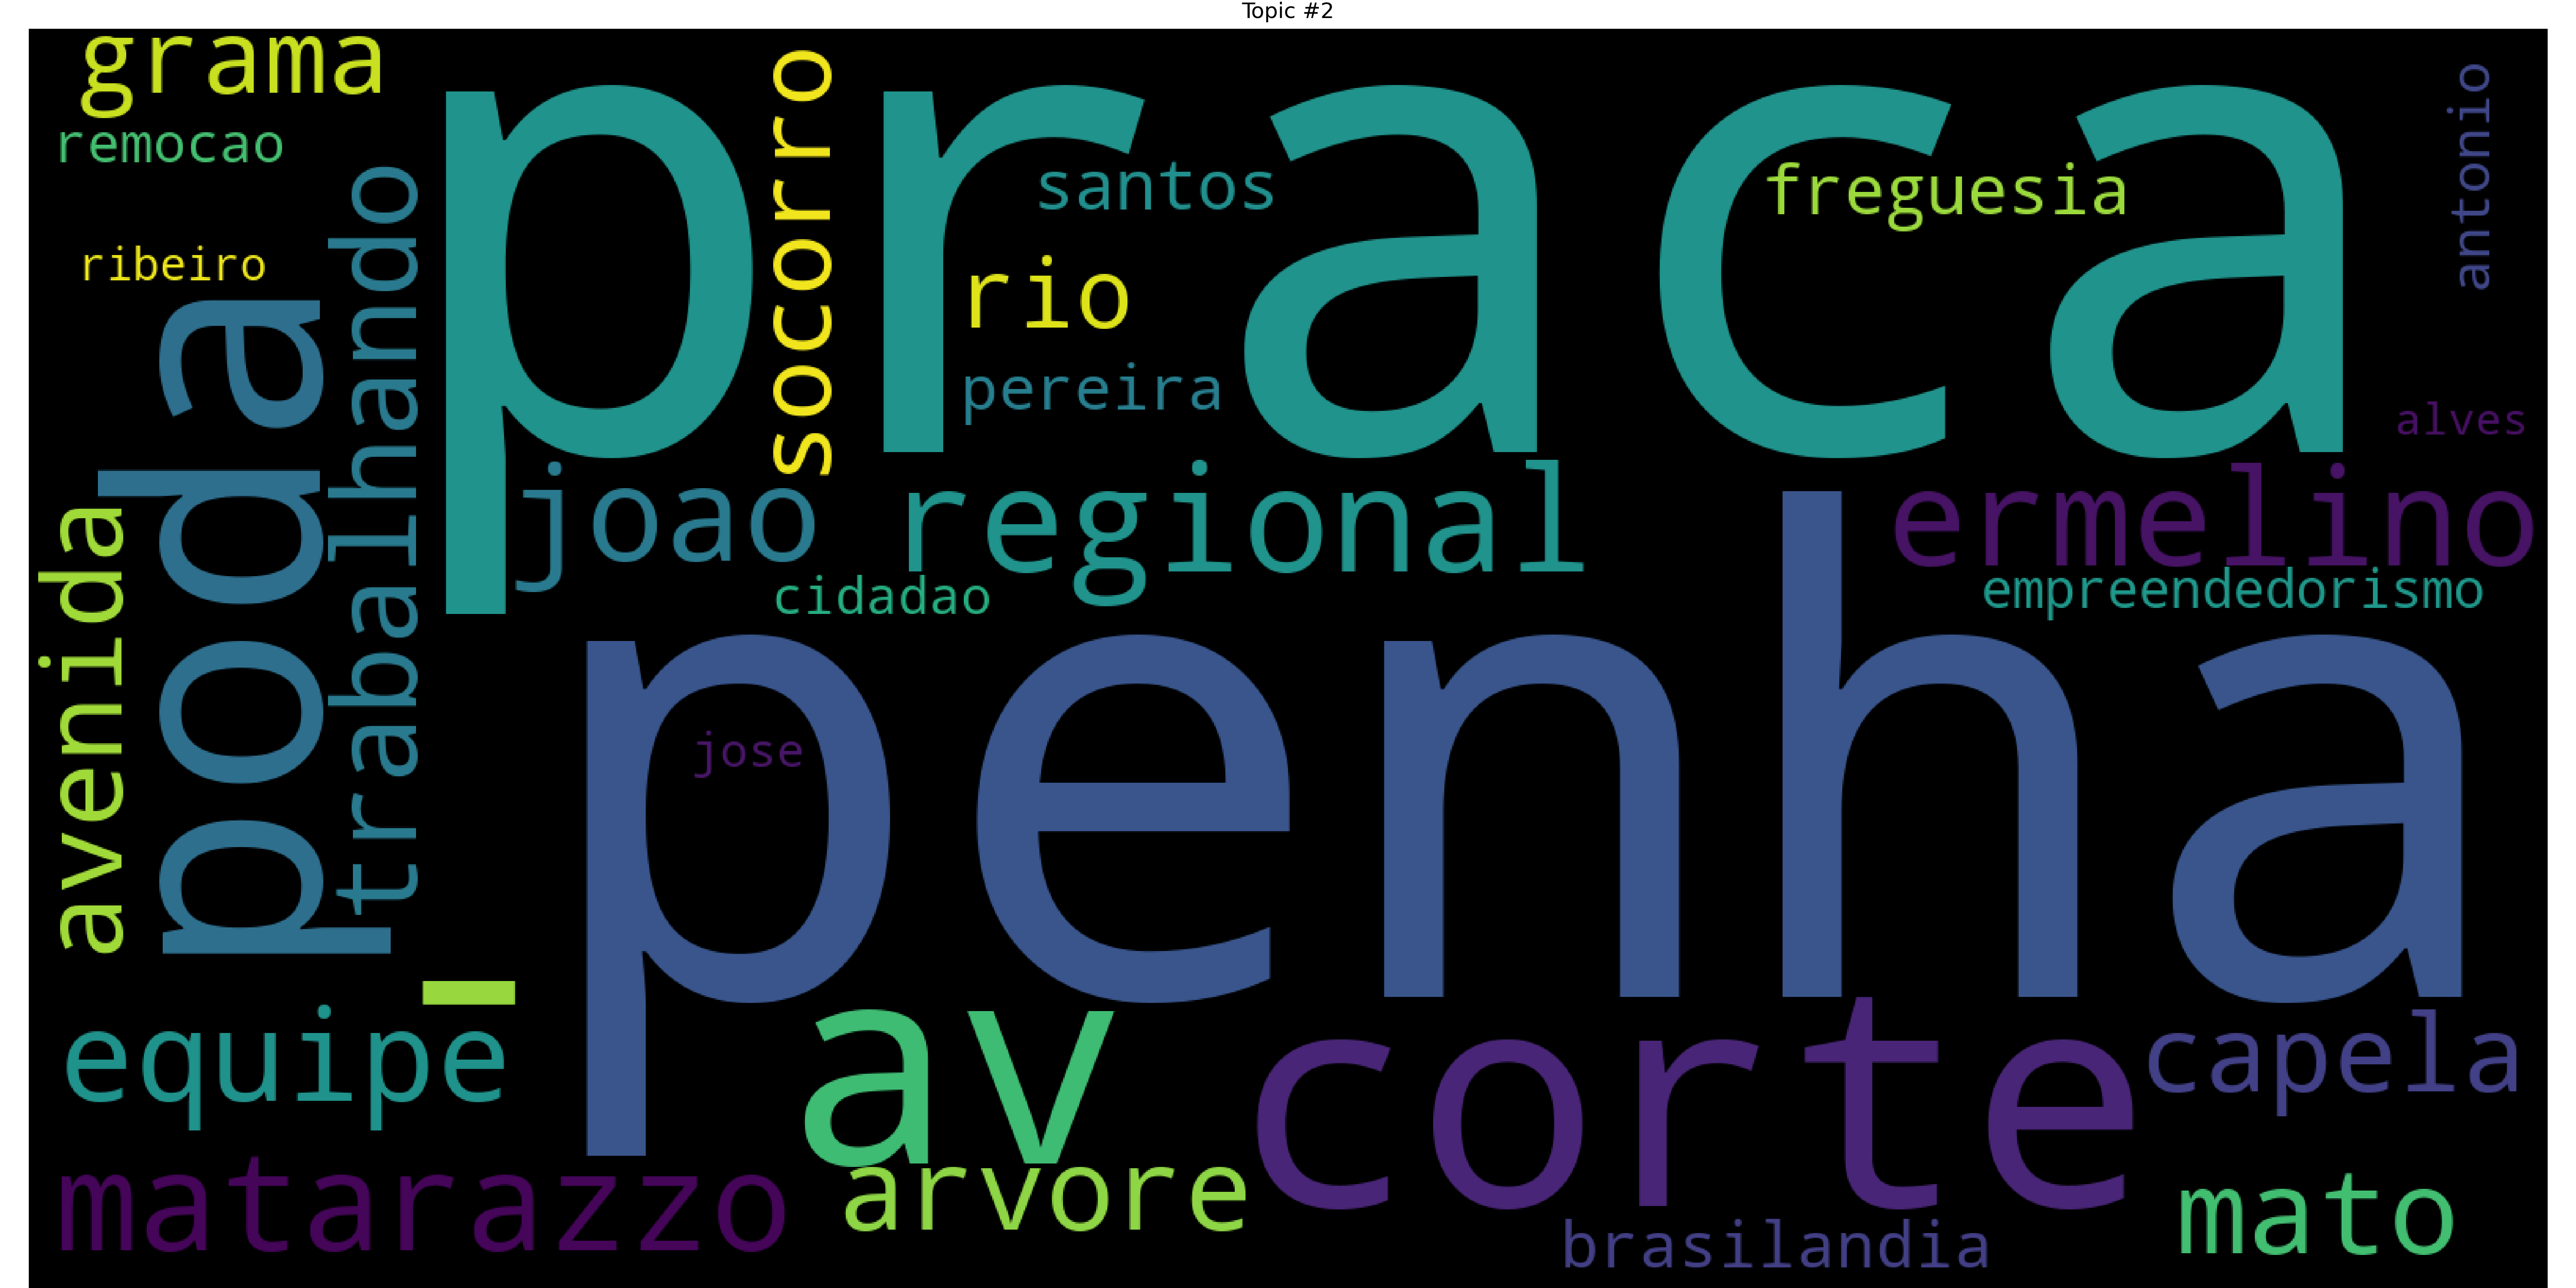 Topic #2
grama
remocao
ribeiro
praca
socorro
santos
rio
pereira
freguesia
antonio
alves
poda
trabalhando
avenida
joao
regional
cidadao
ermelino
empreendedorismo
penha
jose
equipe
av
corte
capela
matarazzo
arvore
brasilandia
mato